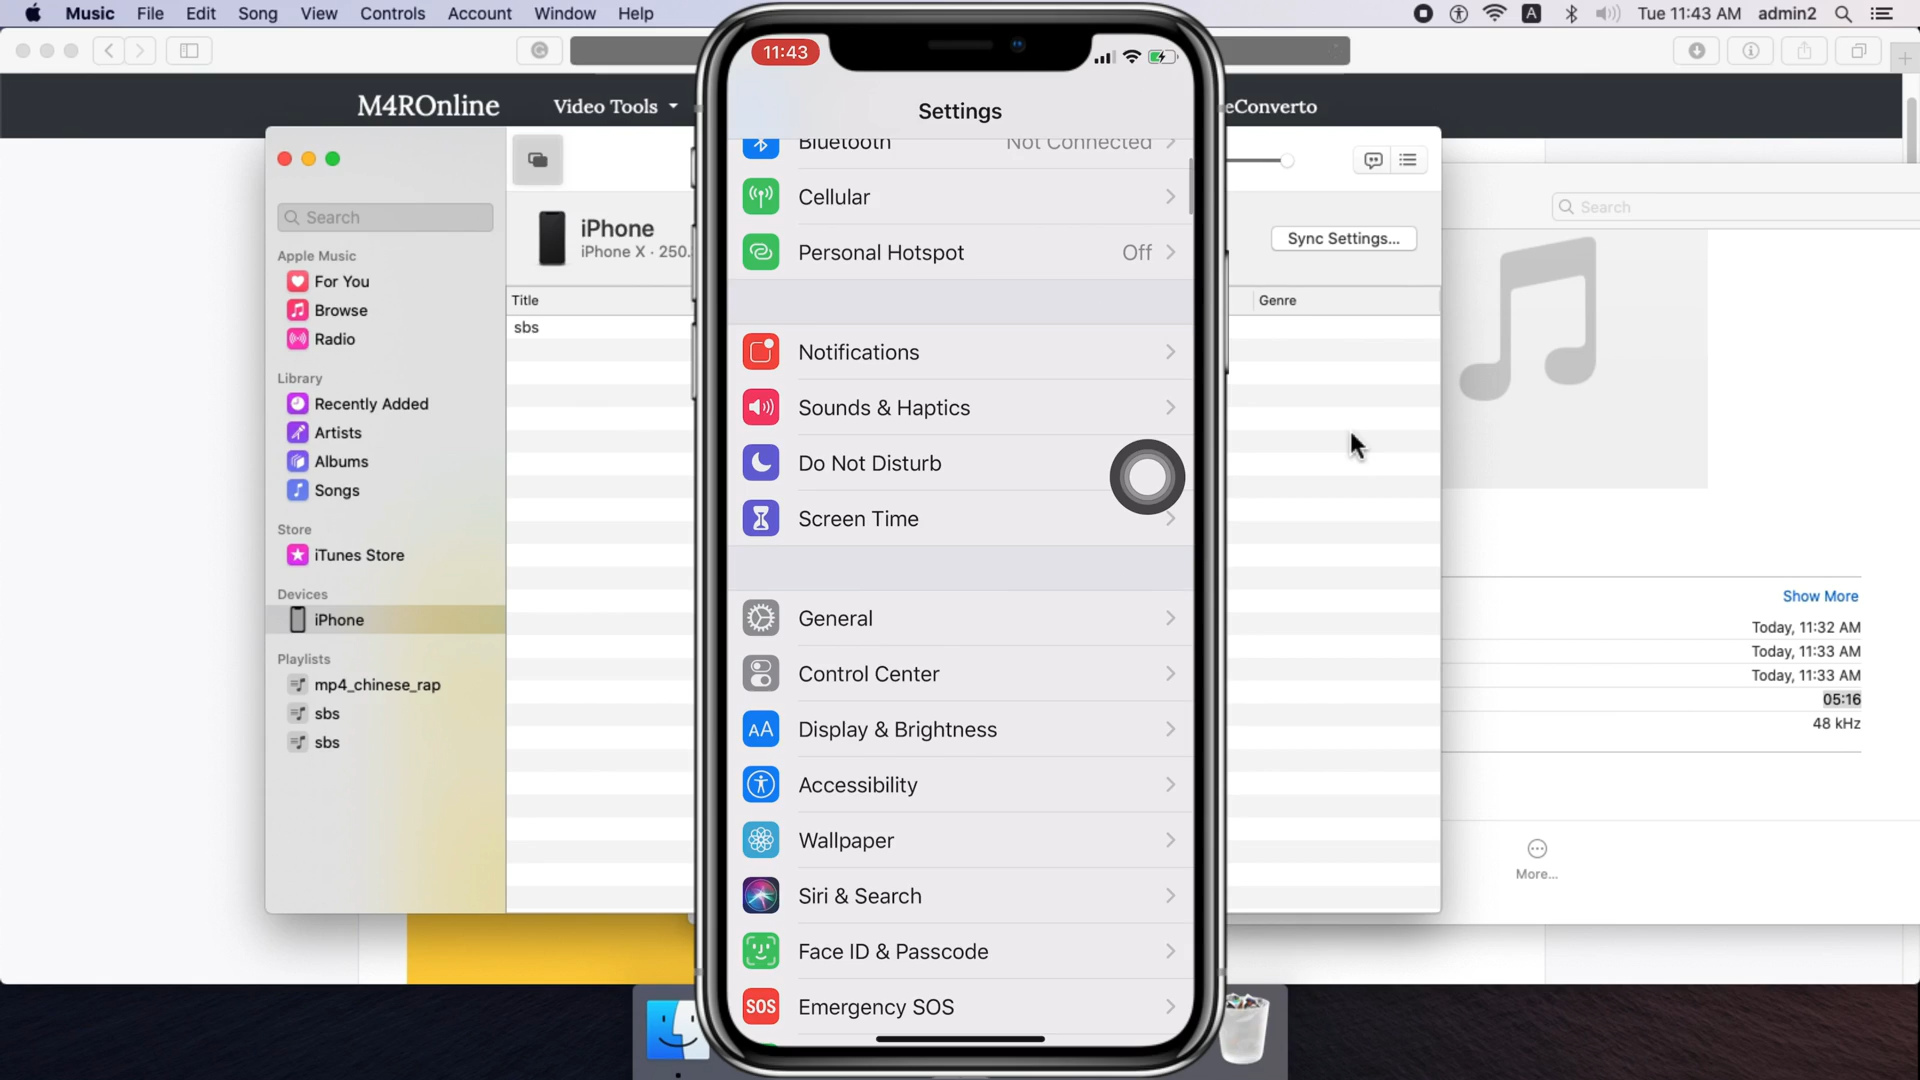 Music File Edit Song View Controls Account Window Help
A Tue 11:43 AM admin2
M4ROnline Video Tools eConverto
Search
Apple Music
For You
Browse
Radio
Library
Recently Added
Artists
Albums
Songs
Store
iTunes Store
Devices
iPhone
Playlists
mp4_chinese_rap
sbs
sbs
iPhone
iPhone X · 250.
Sync Settings...
Title Genre
sbs
11:43
Settings
Bluetooth Not Connected
Cellular
Personal Hotspot Off
Notifications
Sounds & Haptics
Do Not Disturb
Screen Time
General
Control Center
AA Display & Brightness
Accessibility
Wallpaper
Siri & Search
Face ID & Passcode
SOS Emergency SOS
Search
Show More
Today, 11:32 AM
Today, 11:33 AM
Today, 11:33 AM
05:16
48 kHz
More...